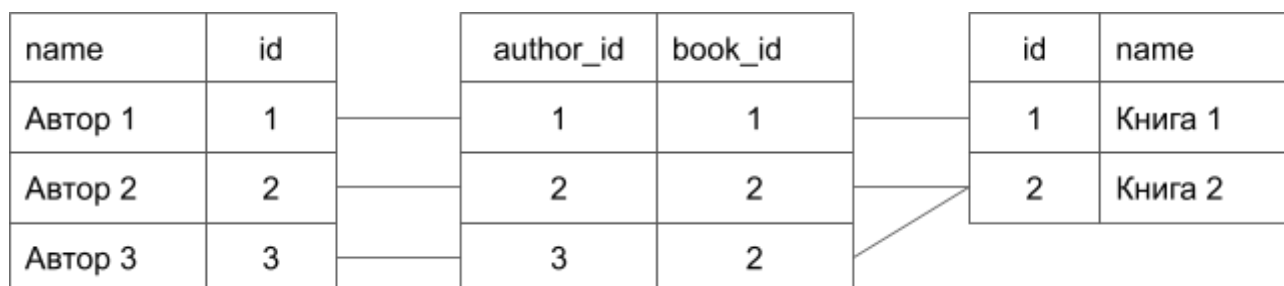 name id author_id book_id id name
Автор 1 1 1 1 1 Книга 1
Автор 2 2 2 2 2 Книга 2
Автор 3 3 3 2